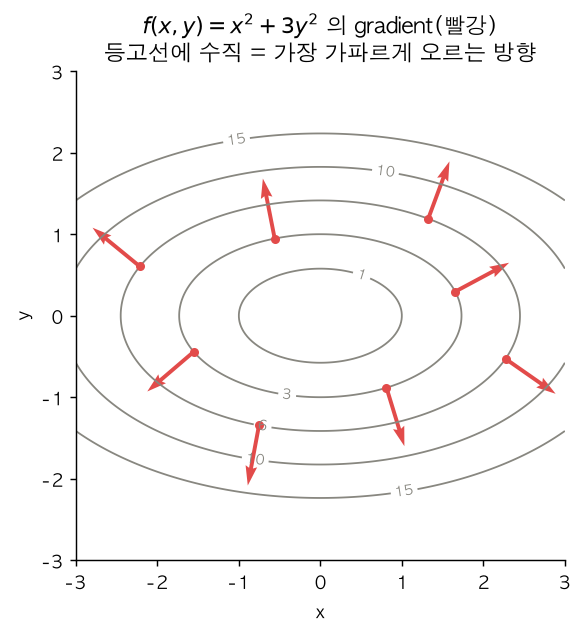 f(x, y) = x² + 3y² 의 gradient(빨강)
등고선에 수직 = 가장 가파르게 오르는 방향
3
15
2
10
1
1
y
0
3
-1
6
10
-2
15
-3
-3 -2 -1 0 1 2 3
x